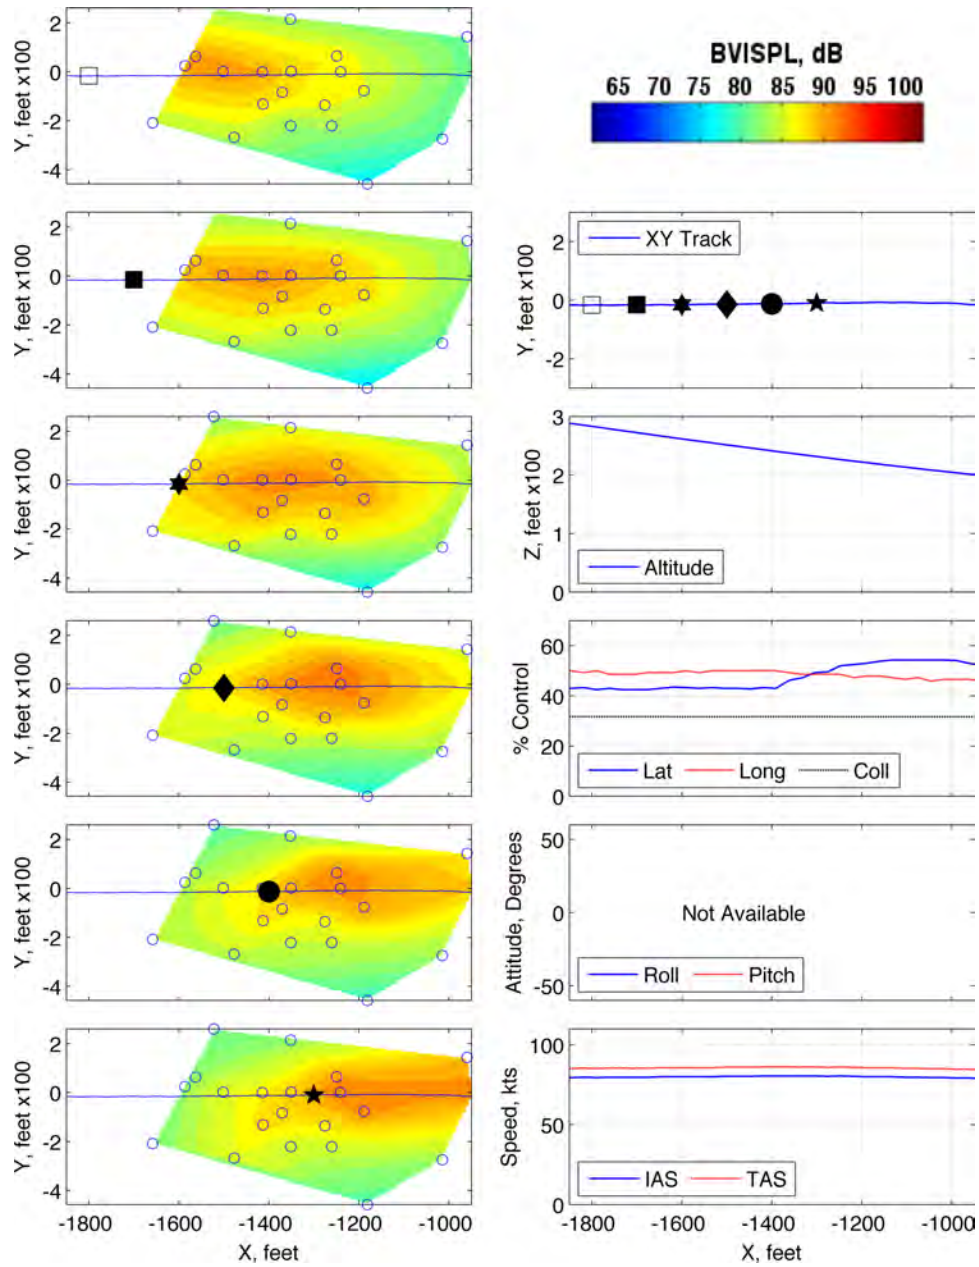 2
0
-2
-4
Y, feet x100
BVISPL, dB
65 70 75 80 85 90 95 100
2
0
-2
-4
Y, feet x100
2
0
-2
Y, feet x100
XY Track
2
0
-2
-4
Y, feet x100
3
2
1
0
Z, feet x100
Altitude
2
0
-2
-4
Y, feet x100
60
40
20
0
% Control
Lat Long Coll
2
0
-2
-4
Y, feet x100
50
0
-50
Attitude, Degrees
Not Available
Roll Pitch
2
0
-2
-4
Y, feet x100
-1800 -1600 -1400 -1200 -1000
X, feet
100
50
0
Speed, kts
IAS TAS
-1800 -1600 -1400 -1200 -1000
X, feet